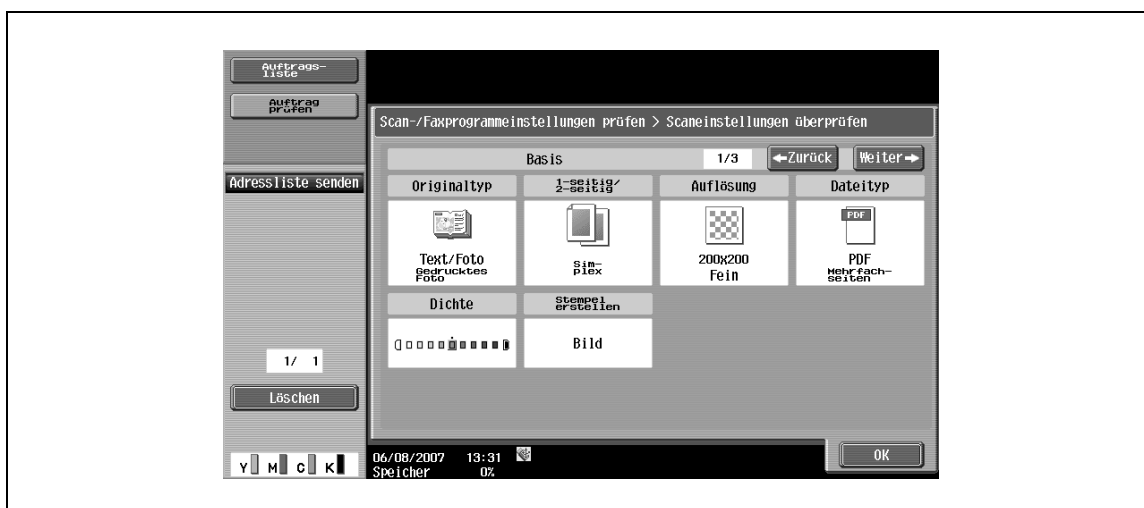 Auftrags-
liste
Auftrag
prüfen
Scan-/Faxprogrammeinstellungen prüfen > Scaneinstellungen überprüfen
Basis 1/3 ←Zurück Weiter→
Adressliste senden
Originaltyp 1-seitig/ Auflösung Dateityp
2-seitig
PDF
Text/Foto Sim- 200x200 PDF
Gedrucktes plex Fein Mehrfach-
Foto seiten
Dichte Stempel
erstellen
Bild
1/ 1
Löschen
OK
Y M C K
06/08/2007 13:31
Speicher 0%